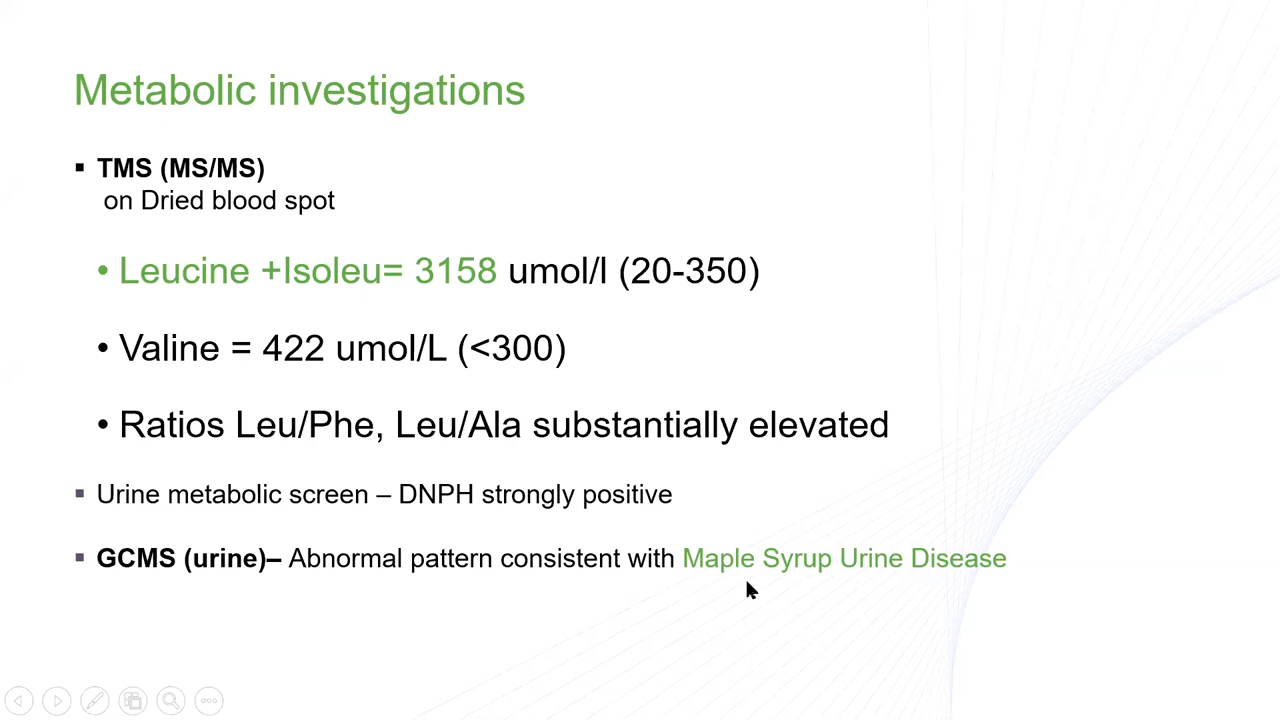 Metabolic investigations
▪ TMS (MS/MS)
on Dried blood spot
• Leucine +Isoleu= 3158 umol/l (20-350)
• Valine = 422 umol/L (<300)
• Ratios Leu/Phe, Leu/Ala substantially elevated
▪ Urine metabolic screen – DNPH strongly positive
▪ GCMS (urine)– Abnormal pattern consistent with Maple Syrup Urine Disease